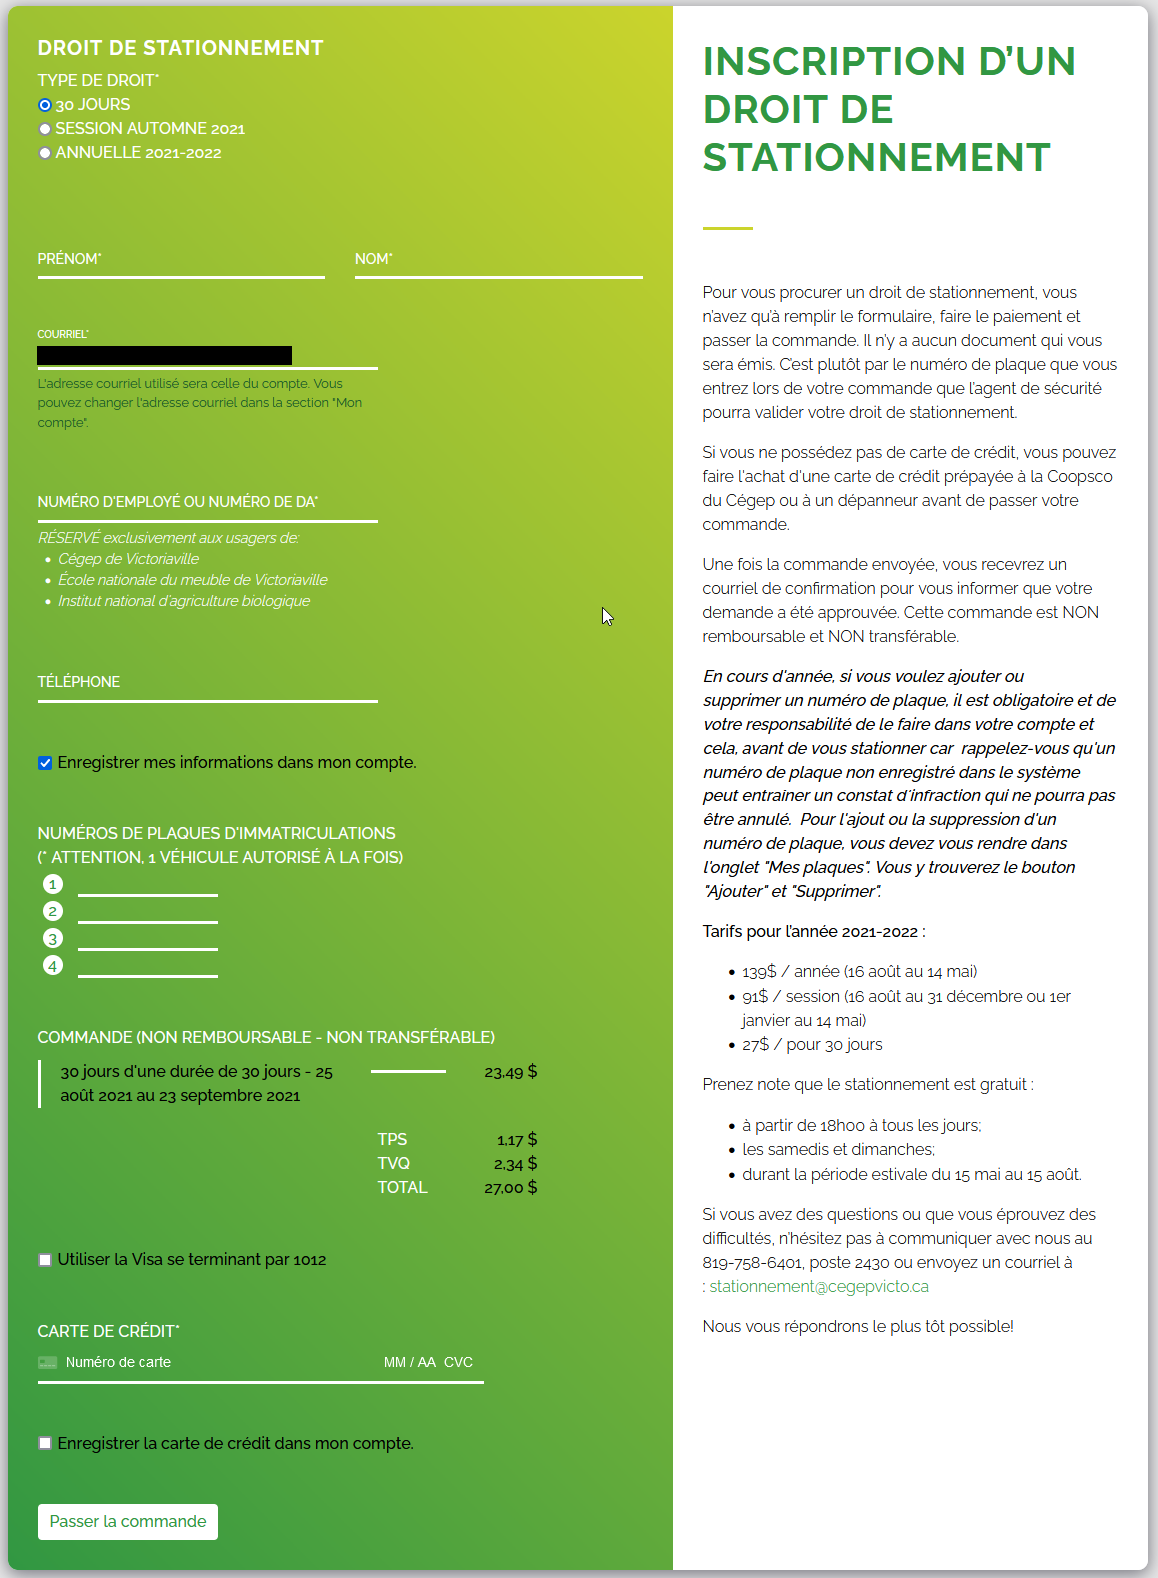 DROIT DE STATIONNEMENT
TYPE DE DROIT*
30 JOURS
SESSION AUTOMNE 2021
ANNUELLE 2021-2022
PRÉNOM*
NOM*
COURRIEL*
L'adresse courriel utilisé sera celle du compte. Vous
pouvez changer l'adresse courriel dans la section "Mon
compte".
NUMÉRO D'EMPLOYÉ OU NUMÉRO DE DA*
RÉSERVÉ exclusivement aux usagers de:
• Cégep de Victoriaville
• École nationale du meuble de Victoriaville
• Institut national d'agriculture biologique
TÉLÉPHONE
Enregistrer mes informations dans mon compte.
NUMÉROS DE PLAQUES D'IMMATRICULATIONS
(* ATTENTION, 1 VÉHICULE AUTORISÉ À LA FOIS)
1
2
3
4
COMMANDE (NON REMBOURSABLE - NON TRANSFÉRABLE)
30 jours d'une durée de 30 jours - 25 23,49 $
août 2021 au 23 septembre 2021
TPS 1,17 $
TVQ 2,34 $
TOTAL 27,00 $
Utiliser la Visa se terminant par 1012
CARTE DE CRÉDIT*
Numéro de carte MM / AA CVC
Enregistrer la carte de crédit dans mon compte.
Passer la commande
INSCRIPTION D'UN
DROIT DE
STATIONNEMENT
Pour vous procurer un droit de stationnement, vous
n'avez qu'à remplir le formulaire, faire le paiement et
passer la commande. Il n'y a aucun document qui vous
sera émis. C'est plutôt par le numéro de plaque que vous
entrez lors de votre commande que l'agent de sécurité
pourra valider votre droit de stationnement.
Si vous ne possédez pas de carte de crédit, vous pouvez
faire l'achat d'une carte de crédit prépayée à la Coopsco
du Cégep ou à un dépanneur avant de passer votre
commande.
Une fois la commande envoyée, vous recevrez un
courriel de confirmation pour vous informer que votre
demande a été approuvée. Cette commande est NON
remboursable et NON transférable.
En cours d'année, si vous voulez ajouter ou
supprimer un numéro de plaque, il est obligatoire et de
votre responsabilité de le faire dans votre compte et
cela, avant de vous stationner car rappelez-vous qu'un
numéro de plaque non enregistré dans le système
peut entrainer un constat d'infraction qui ne pourra pas
être annulé. Pour l'ajout ou la suppression d'un
numéro de plaque, vous devez vous rendre dans
l'onglet "Mes plaques". Vous y trouverez le bouton
"Ajouter" et "Supprimer".
Tarifs pour l'année 2021-2022 :
• 139$ / année (16 août au 14 mai)
• 91$ / session (16 août au 31 décembre ou 1er
janvier au 14 mai)
• 27$ / pour 30 jours
Prenez note que le stationnement est gratuit :
• à partir de 18h00 à tous les jours;
• les samedis et dimanches;
• durant la période estivale du 15 mai au 15 août.
Si vous avez des questions ou que vous éprouvez des
difficultés, n'hésitez pas à communiquer avec nous au
819-758-6401, poste 2430 ou envoyez un courriel à
: stationnement@cegepvicto.ca
Nous vous répondrons le plus tôt possible!